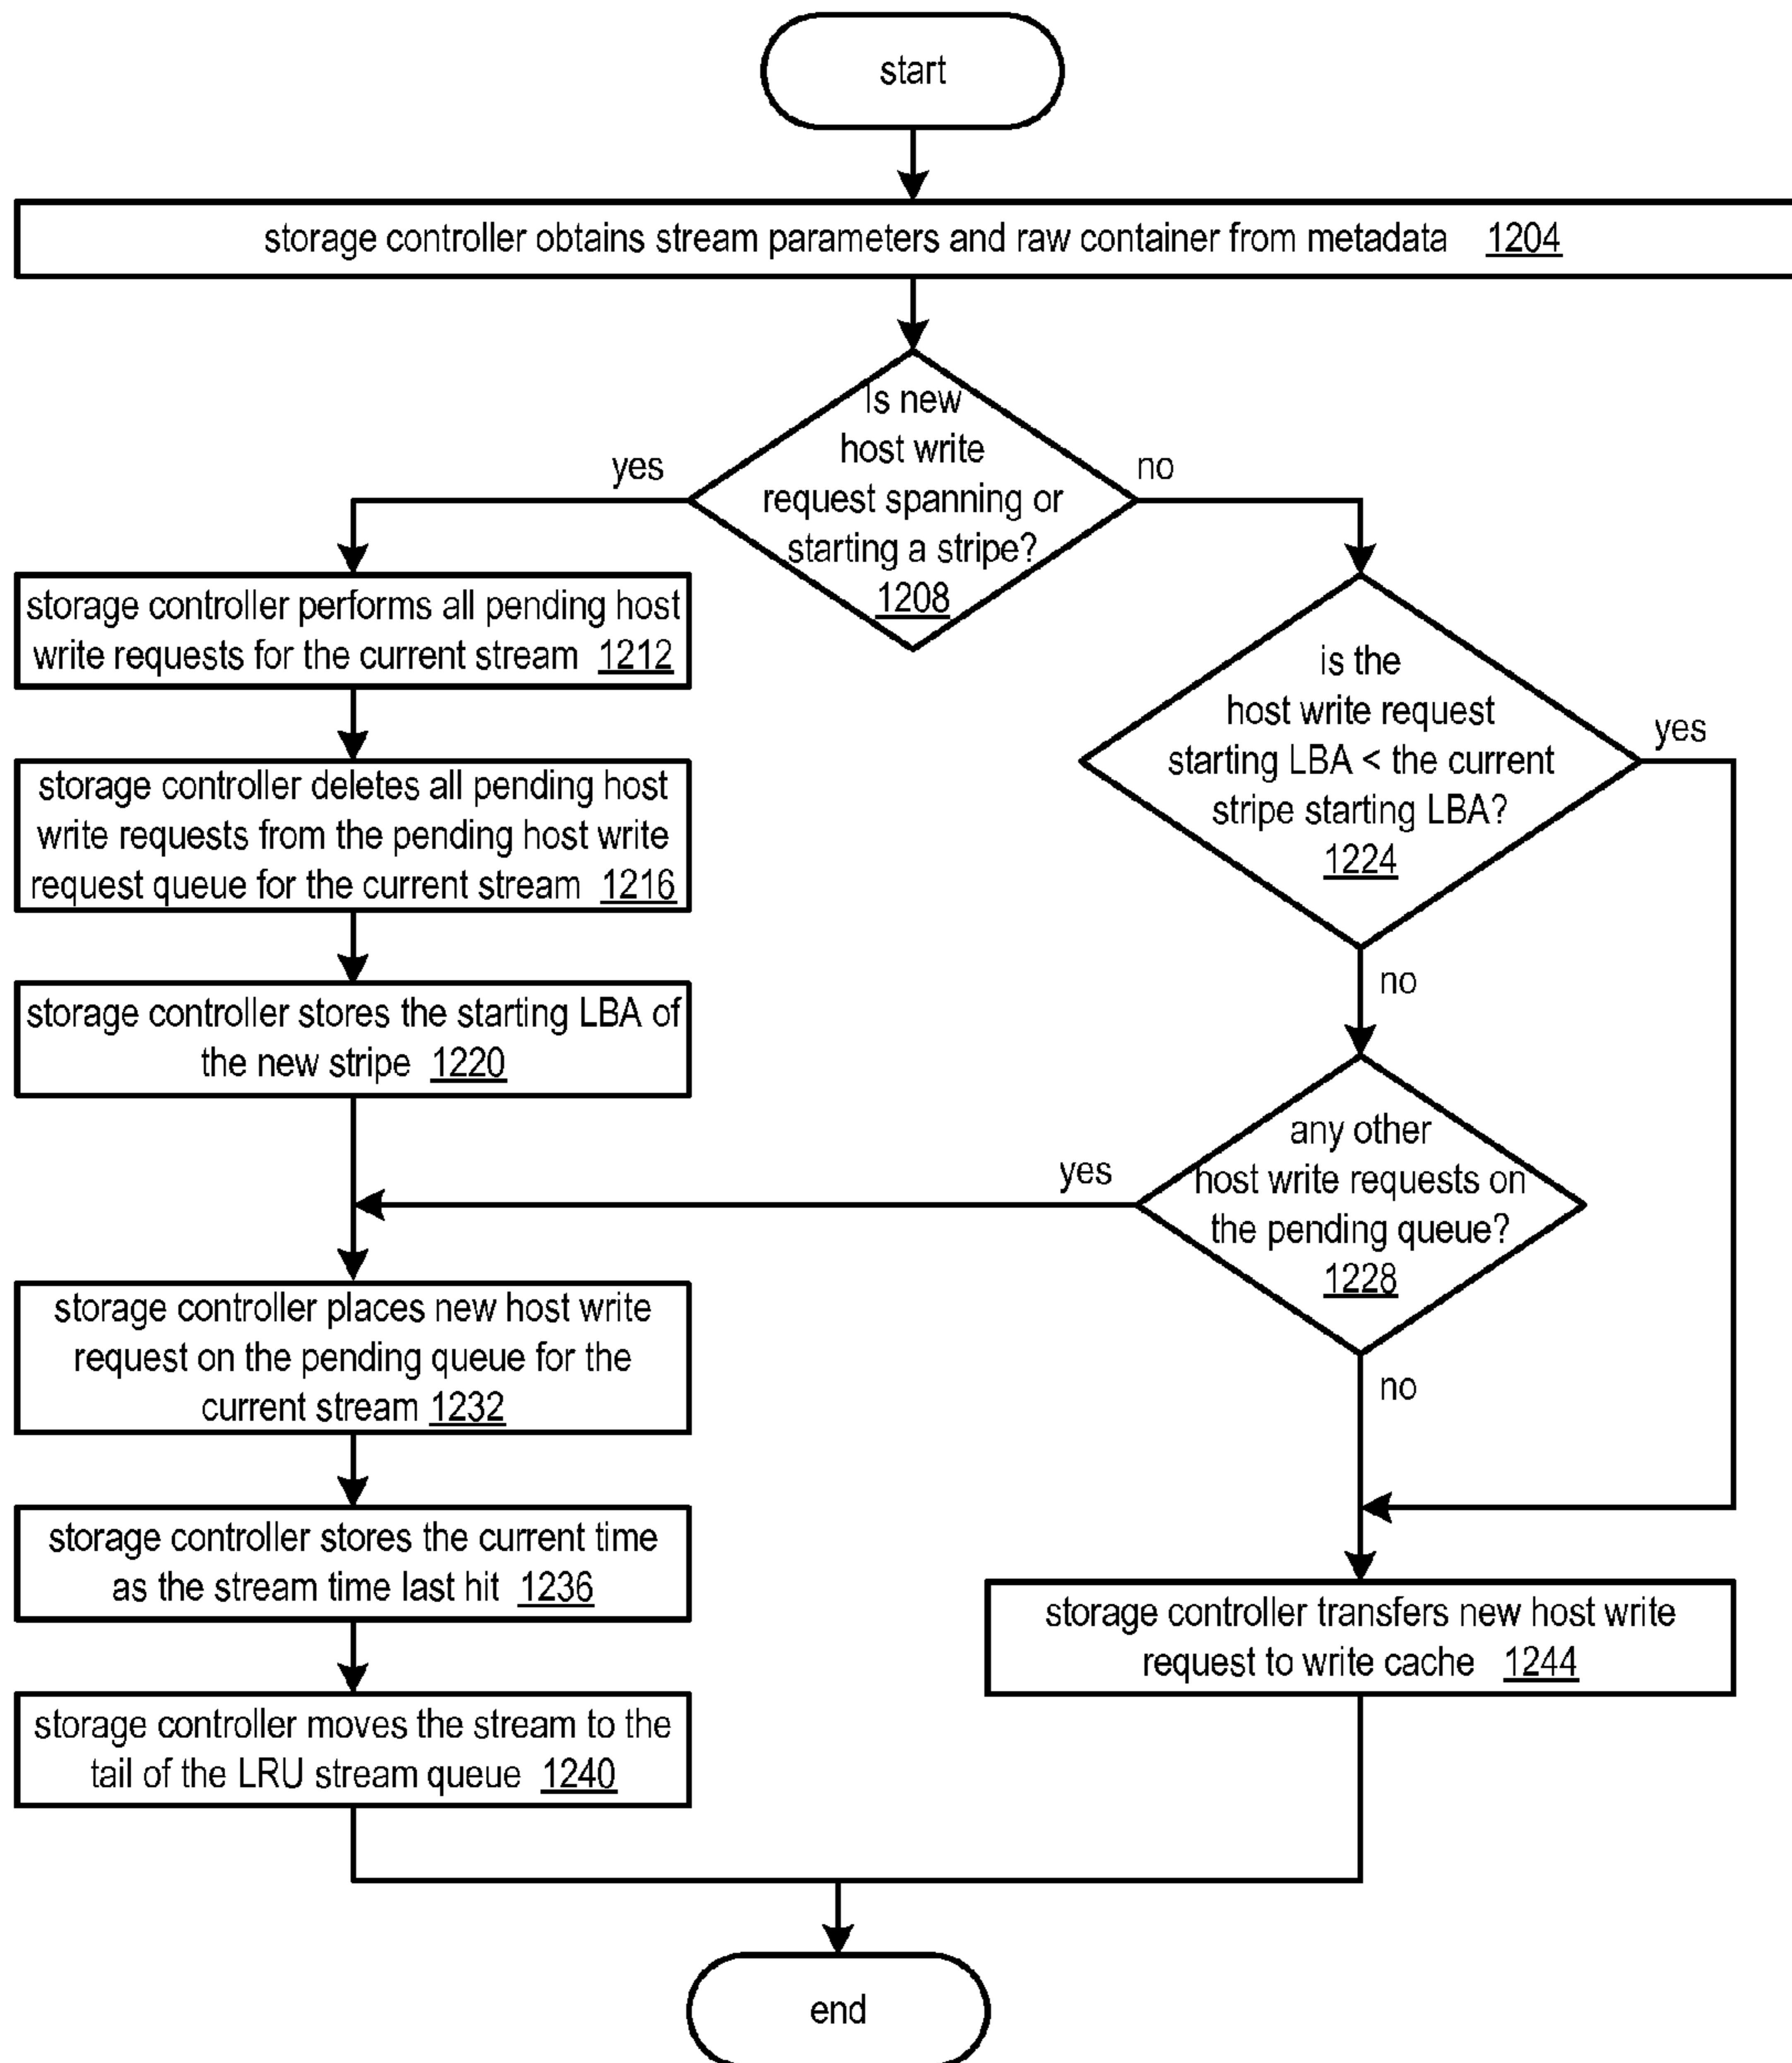 start
storage controller obtains stream parameters and raw container from metadata 1204
Is new
host write
request spanning or
starting a stripe?
1208
yes
no
storage controller performs all pending host
write requests for the current stream 1212
is the
host write request
starting LBA < the current
stripe starting LBA?
1224
yes
no
storage controller deletes all pending host
write requests from the pending host write
request queue for the current stream 1216
storage controller stores the starting LBA of
the new stripe 1220
any other
host write requests on
the pending queue?
1228
yes
no
storage controller places new host write
request on the pending queue for the
current stream 1232
storage controller stores the current time
as the stream time last hit 1236
storage controller transfers new host write
request to write cache 1244
storage controller moves the stream to the
tail of the LRU stream queue 1240
end